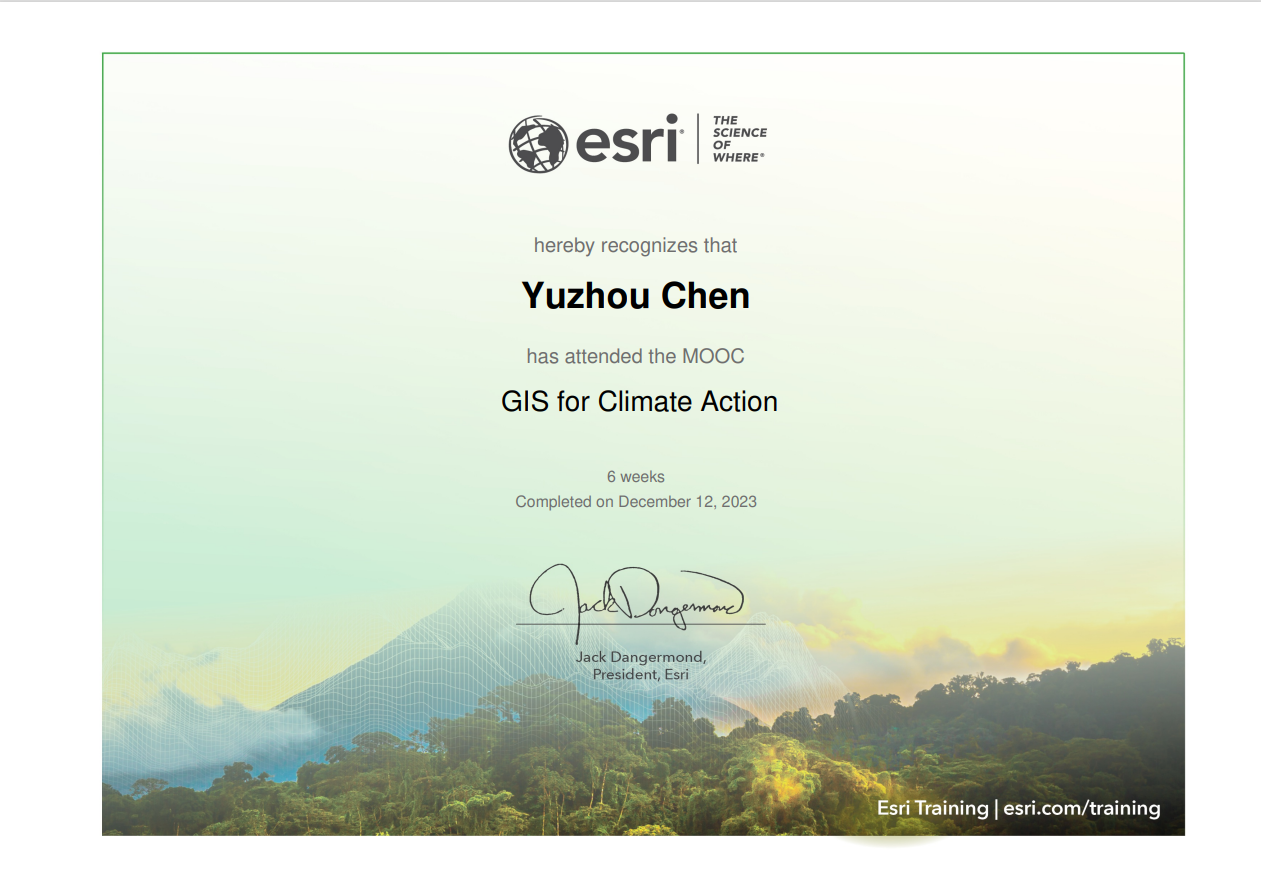 esri®
THE
SCIENCE
OF
WHERE®
hereby recognizes that
Yuzhou Chen
has attended the MOOC
GIS for Climate Action
6 weeks
Completed on December 12, 2023
Jack Dangermond
Jack Dangermond,
President, Esri
Esri Training | esri.com/training